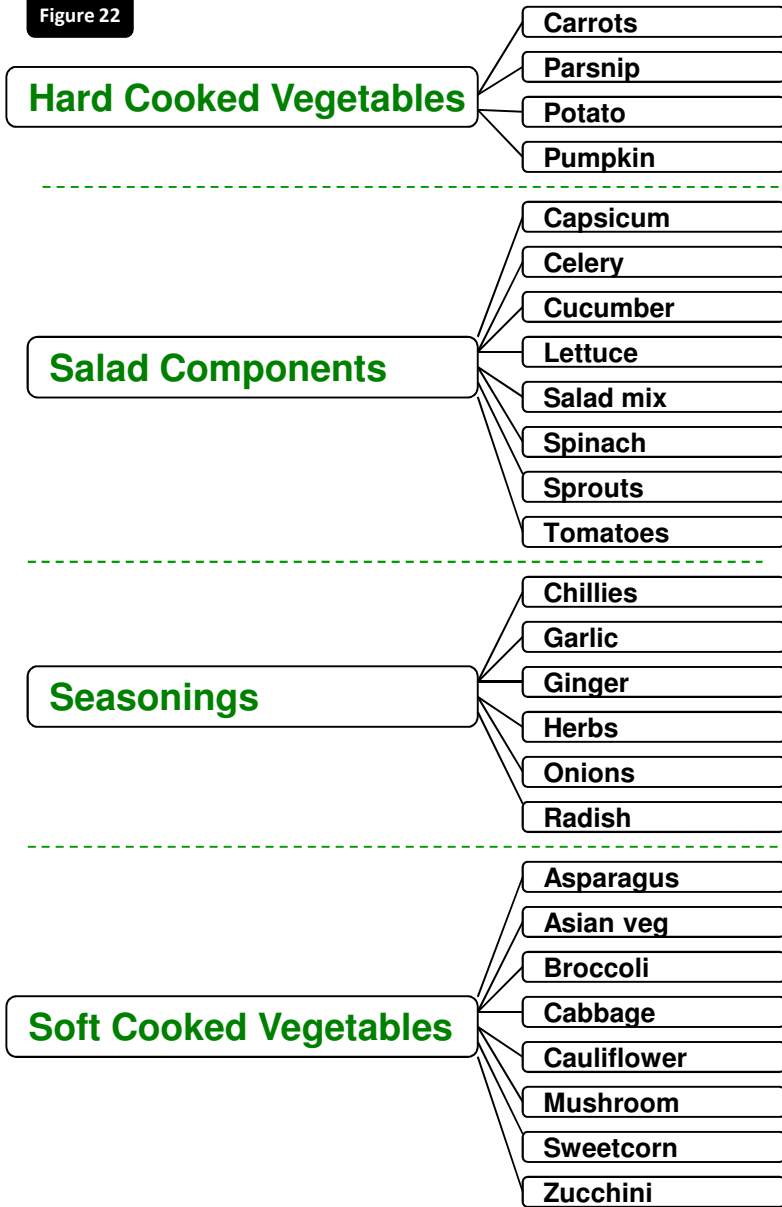 Figure 22
Hard Cooked Vegetables
Carrots
Parsnip
Potato
Pumpkin
Salad Components
Capsicum
Celery
Cucumber
Lettuce
Salad mix
Spinach
Sprouts
Tomatoes
Seasonings
Chillies
Garlic
Ginger
Herbs
Onions
Radish
Soft Cooked Vegetables
Asparagus
Asian veg
Broccoli
Cabbage
Cauliflower
Mushroom
Sweetcorn
Zucchini